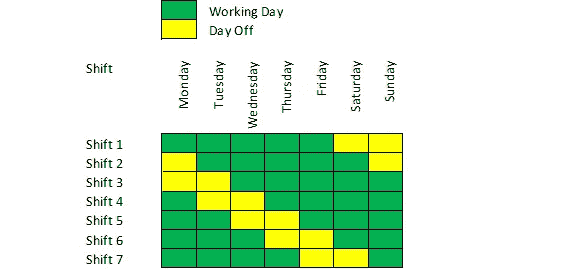 Working Day
Day Off
Shift
Monday
Tuesday
Wednesday
Thursday
Friday
Saturday
Sunday
Shift 1
Shift 2
Shift 3
Shift 4
Shift 5
Shift 6
Shift 7